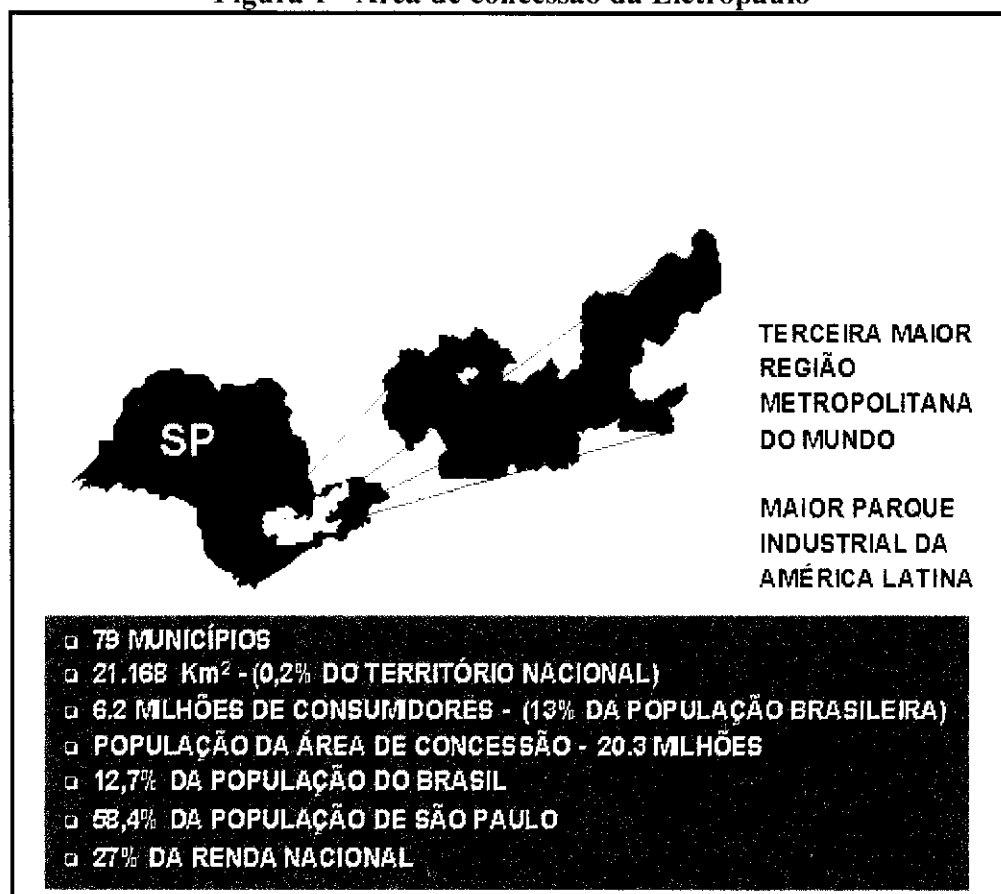 Figura 1 - Área de concessão da Eletropaulo
SP
TERCEIRA MAIOR
REGIÃO
METROPOLITANA
DO MUNDO
MAIOR PARQUE
INDUSTRIAL DA
AMÉRICA LATINA
79 MUNICÍPIOS
21.168 Km² - (0,2% DO TERRITÓRIO NACIONAL)
6.2 MILHÕES DE CONSUMIDORES - (13% DA POPULAÇÃO BRASILEIRA)
POPULAÇÃO DA ÁREA DE CONCESSÃO - 20.3 MILHÕES
12,7% DA POPULAÇÃO DO BRASIL
58,4% DA POPULAÇÃO DE SÃO PAULO
27% DA RENDA NACIONAL